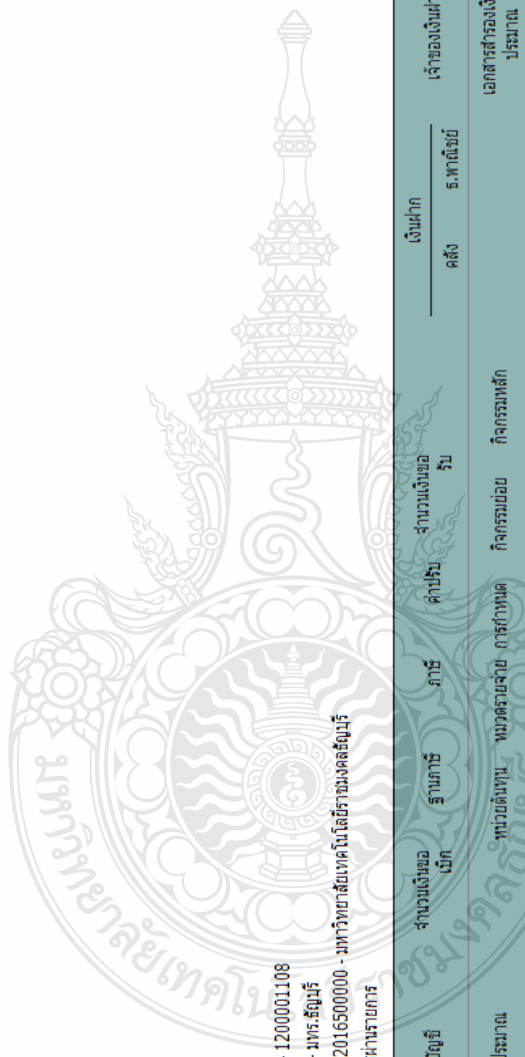 - 1200001108
- มทร.ธัญบุรี
2016500000 - มหาวิทยาลัยเทคโนโลยีราชมงคลธัญบุรี
ผ่านรายการ
จำนวนเงินขอเบิก ฐานภาษี ภาษี ค่าปรับ จำนวนเงินขอรับ เงินฝาก
คลัง ธ.พาณิชย์
หน่วยต้นทุน หมวดรายจ่าย การกำหนด กิจกรรมย่อย กิจกรรมหลัก